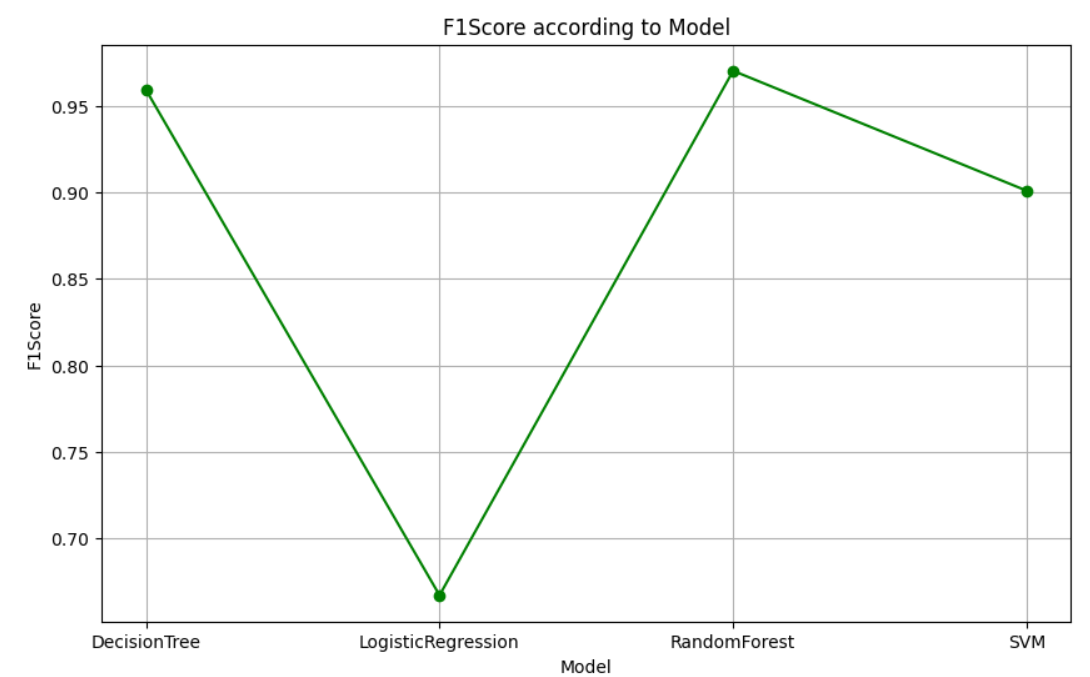 F1Score according to Model
F1Score
0.95
0.90
0.85
0.80
0.75
0.70
DecisionTree
LogisticRegression
RandomForest
SVM
Model